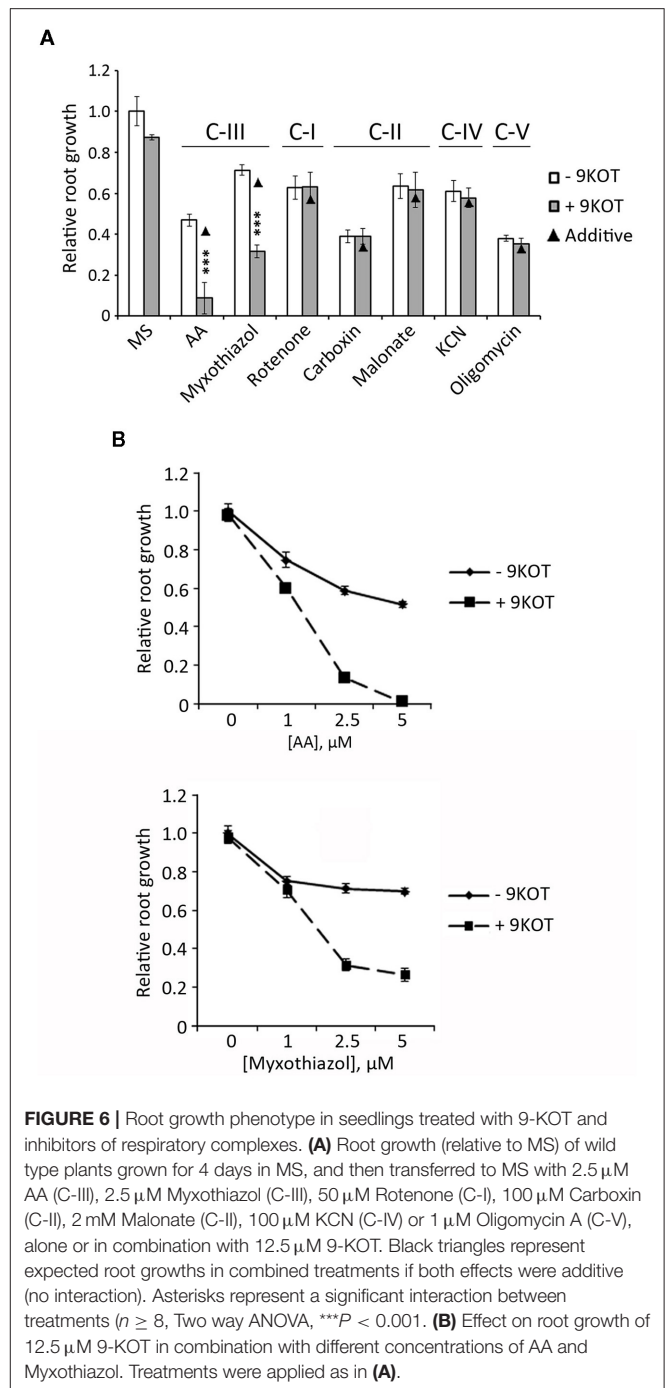 A
C-III C-I C-II C-IV C-V
Relative root growth
1.2
1.0
0.8
0.6
0.4
0.2
0
***
***
- 9KOT
+ 9KOT
▲ Additive
MS
AA
Myxothiazol
Rotenone
Carboxin
Malonate
KCN
Oligomycin
B
Relative root growth
1.2
1.0
0.8
0.6
0.4
0.2
0
- 9KOT
+ 9KOT
0 1 2.5 5
[AA], µM
Relative root growth
1.2
1.0
0.8
0.6
0.4
0.2
0
- 9KOT
+ 9KOT
0 1 2.5 5
[Myxothiazol], µM
FIGURE 6 | Root growth phenotype in seedlings treated with 9-KOT and
inhibitors of respiratory complexes. (A) Root growth (relative to MS) of wild
type plants grown for 4 days in MS, and then transferred to MS with 2.5 µM
AA (C-III), 2.5 µM Myxothiazol (C-III), 50 µM Rotenone (C-I), 100 µM Carboxin
(C-II), 2 mM Malonate (C-II), 100 µM KCN (C-IV) or 1 µM Oligomycin A (C-V),
alone or in combination with 12.5 µM 9-KOT. Black triangles represent
expected root growths in combined treatments if both effects were additive
(no interaction). Asterisks represent a significant interaction between
treatments (n ≥ 8, Two way ANOVA, ***P < 0.001. (B) Effect on root growth of
12.5 µM 9-KOT in combination with different concentrations of AA and
Myxothiazol. Treatments were applied as in (A).